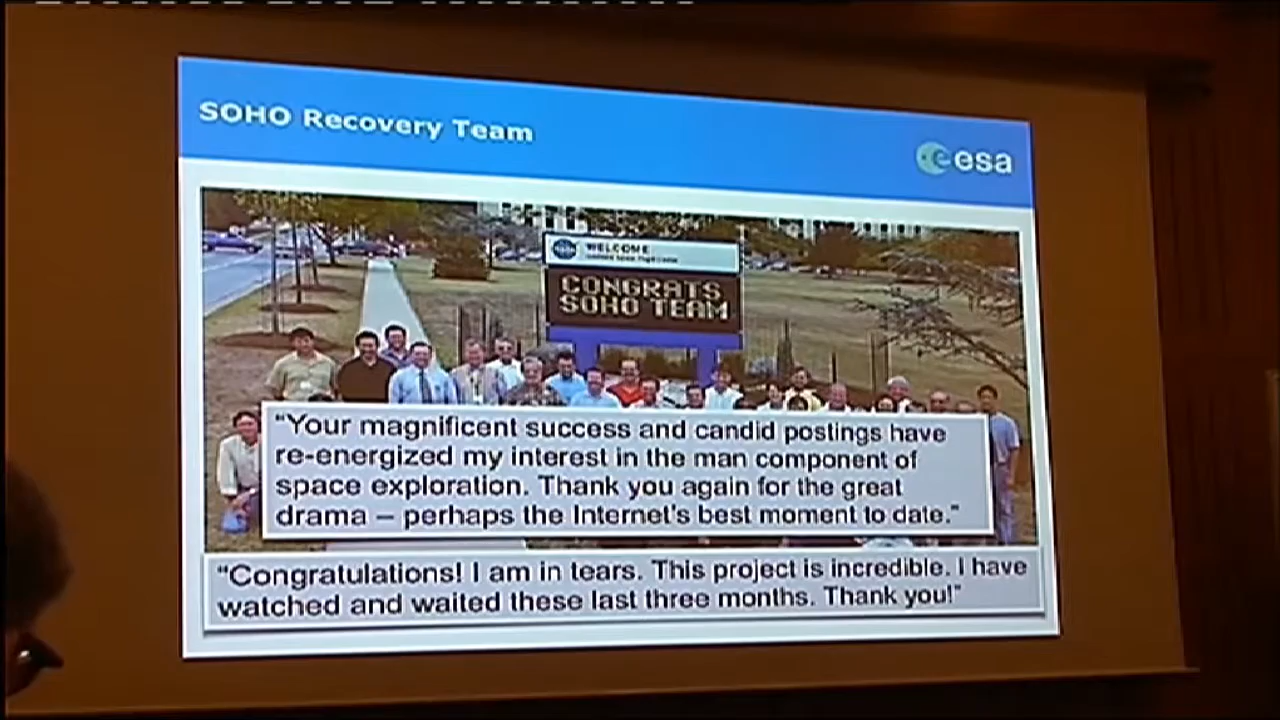 SOHO Recovery Team
esa
WELCOME
CONGRATS
SOHO TEAM
“Your magnificent success and candid postings have
re-energized my interest in the man component of
space exploration. Thank you again for the great
drama – perhaps the Internet's best moment to date.”
“Congratulations! I am in tears. This project is incredible. I have
watched and waited these last three months. Thank you!”